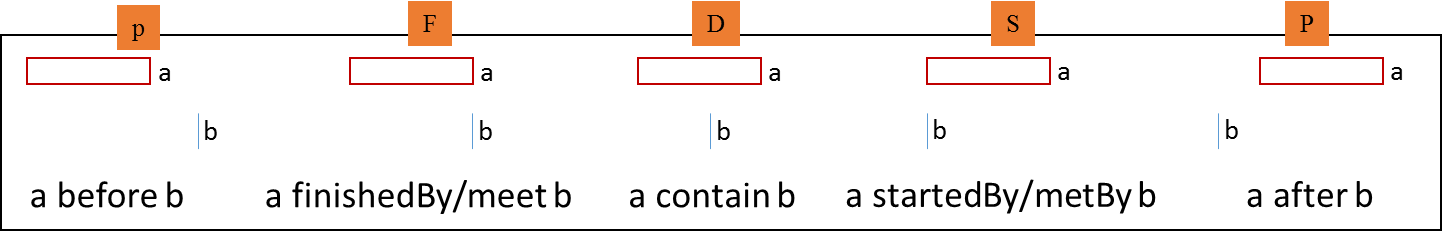 p F D S P
a a a a a
b b b b b
a before b a finishedBy/meet b a contain b a startedBy/metBy b a after b